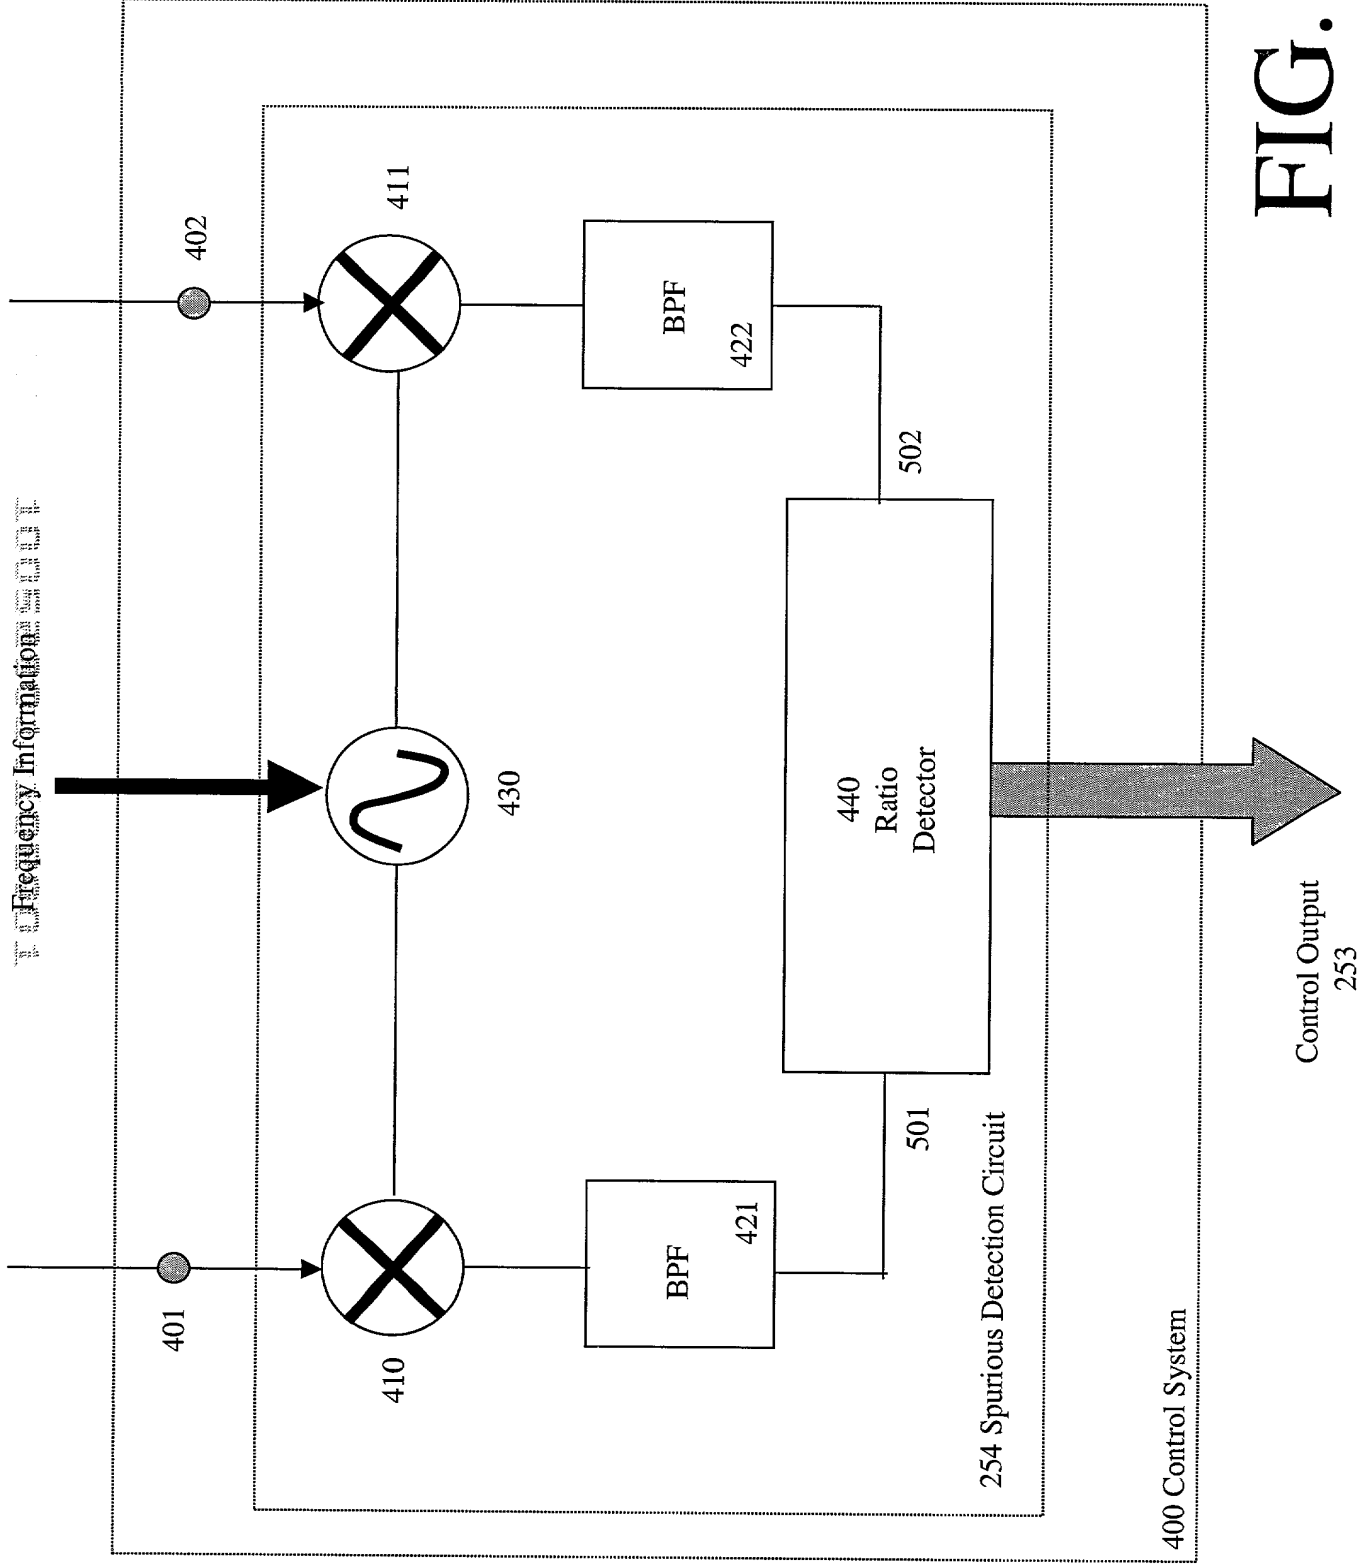 Frequency Information
401
402
410
411
430
BPF
421
BPF
422
501
502
440
Ratio
Detector
254 Spurious Detection Circuit
400 Control System
Control Output
253
FIG.